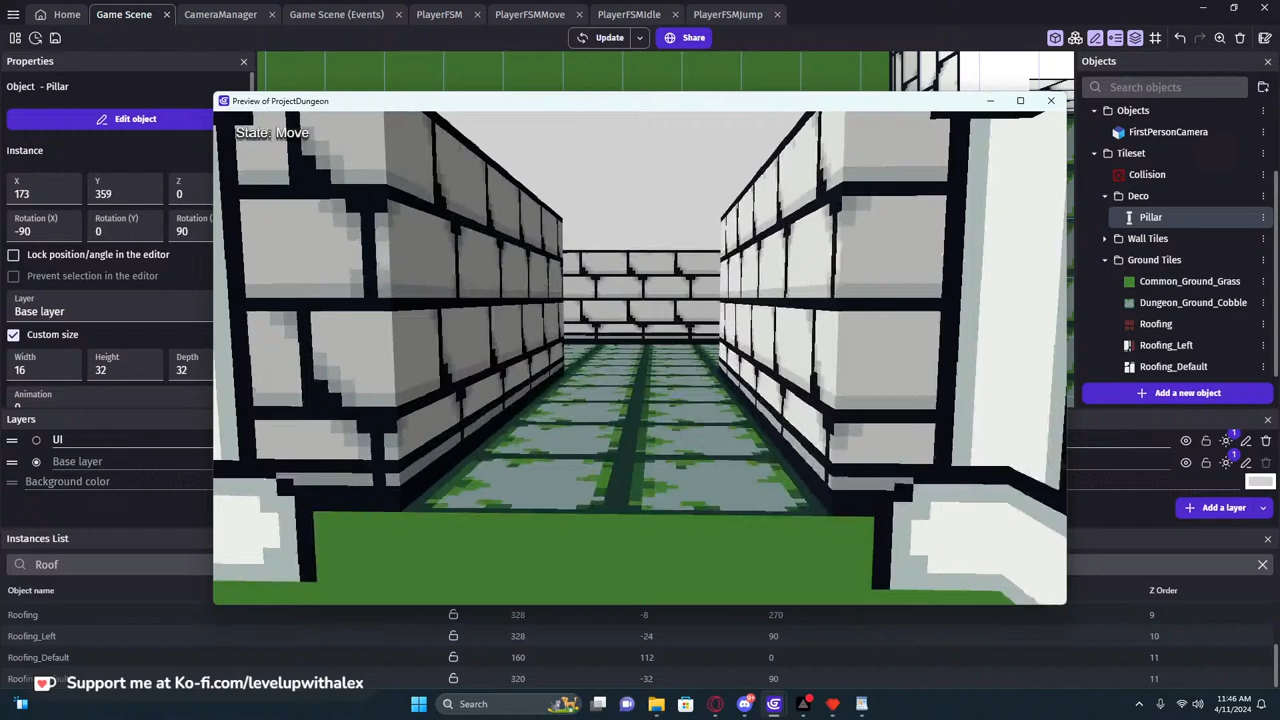 Home
Game Scene
CameraManager
Game Scene (Events)
PlayerFSM
PlayerFSMMove
PlayerFSMIdle
PlayerFSMJump
Update
Share
Properties
Object - Pillar
Edit object
Instance
X
Y
Z
173
359
0
Rotation (X)
Rotation (Y)
Rotation (
-90
0
90
Lock position/angle in the editor
Prevent selection in the editor
Layer
Base layer
Custom size
Width
Height
Depth
16
32
32
Animation
Layers
UI
Base layer
Background color
Instances List
Roof
Object name
Z Order
Roofing 328 -8 270 9
Roofing_Left 328 -24 90 10
Roofing_Default 160 112 0 11
320 -32 90 11
Preview of ProjectDungeon
State: Move
Objects
Search objects
Objects
FirstPersonCamera
Tileset
Collision
Deco
Pillar
Wall Tiles
Ground Tiles
Common_Ground_Grass
Dungeon_Ground_Cobble
Roofing
Roofing_Left
Roofing_Default
Add a new object
1
1
Add a layer
Support me at Ko-fi.com/levelupwithalex
Search
11:46 AM
4/11/2024